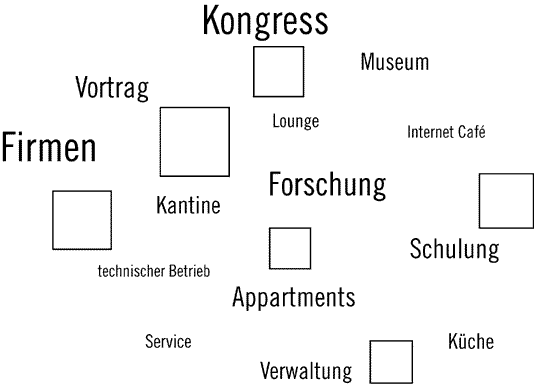 Kongress
Museum
Vortrag
Lounge
Internet Café
Firmen
Forschung
Kantine
Schulung
technischer Betrieb
Appartments
Service
Küche
Verwaltung